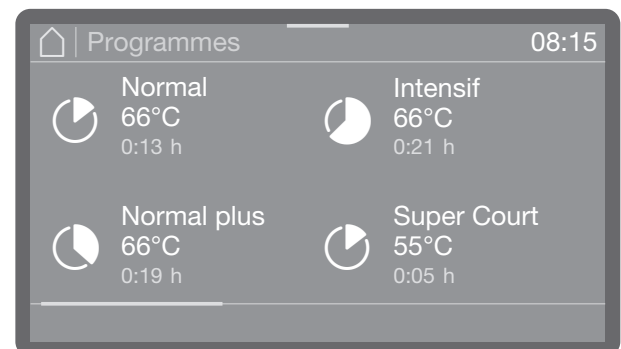 Programmes 08:15
Normal
66°C
0:13 h
Intensif
66°C
0:21 h
Normal plus
66°C
0:19 h
Super Court
55°C
0:05 h